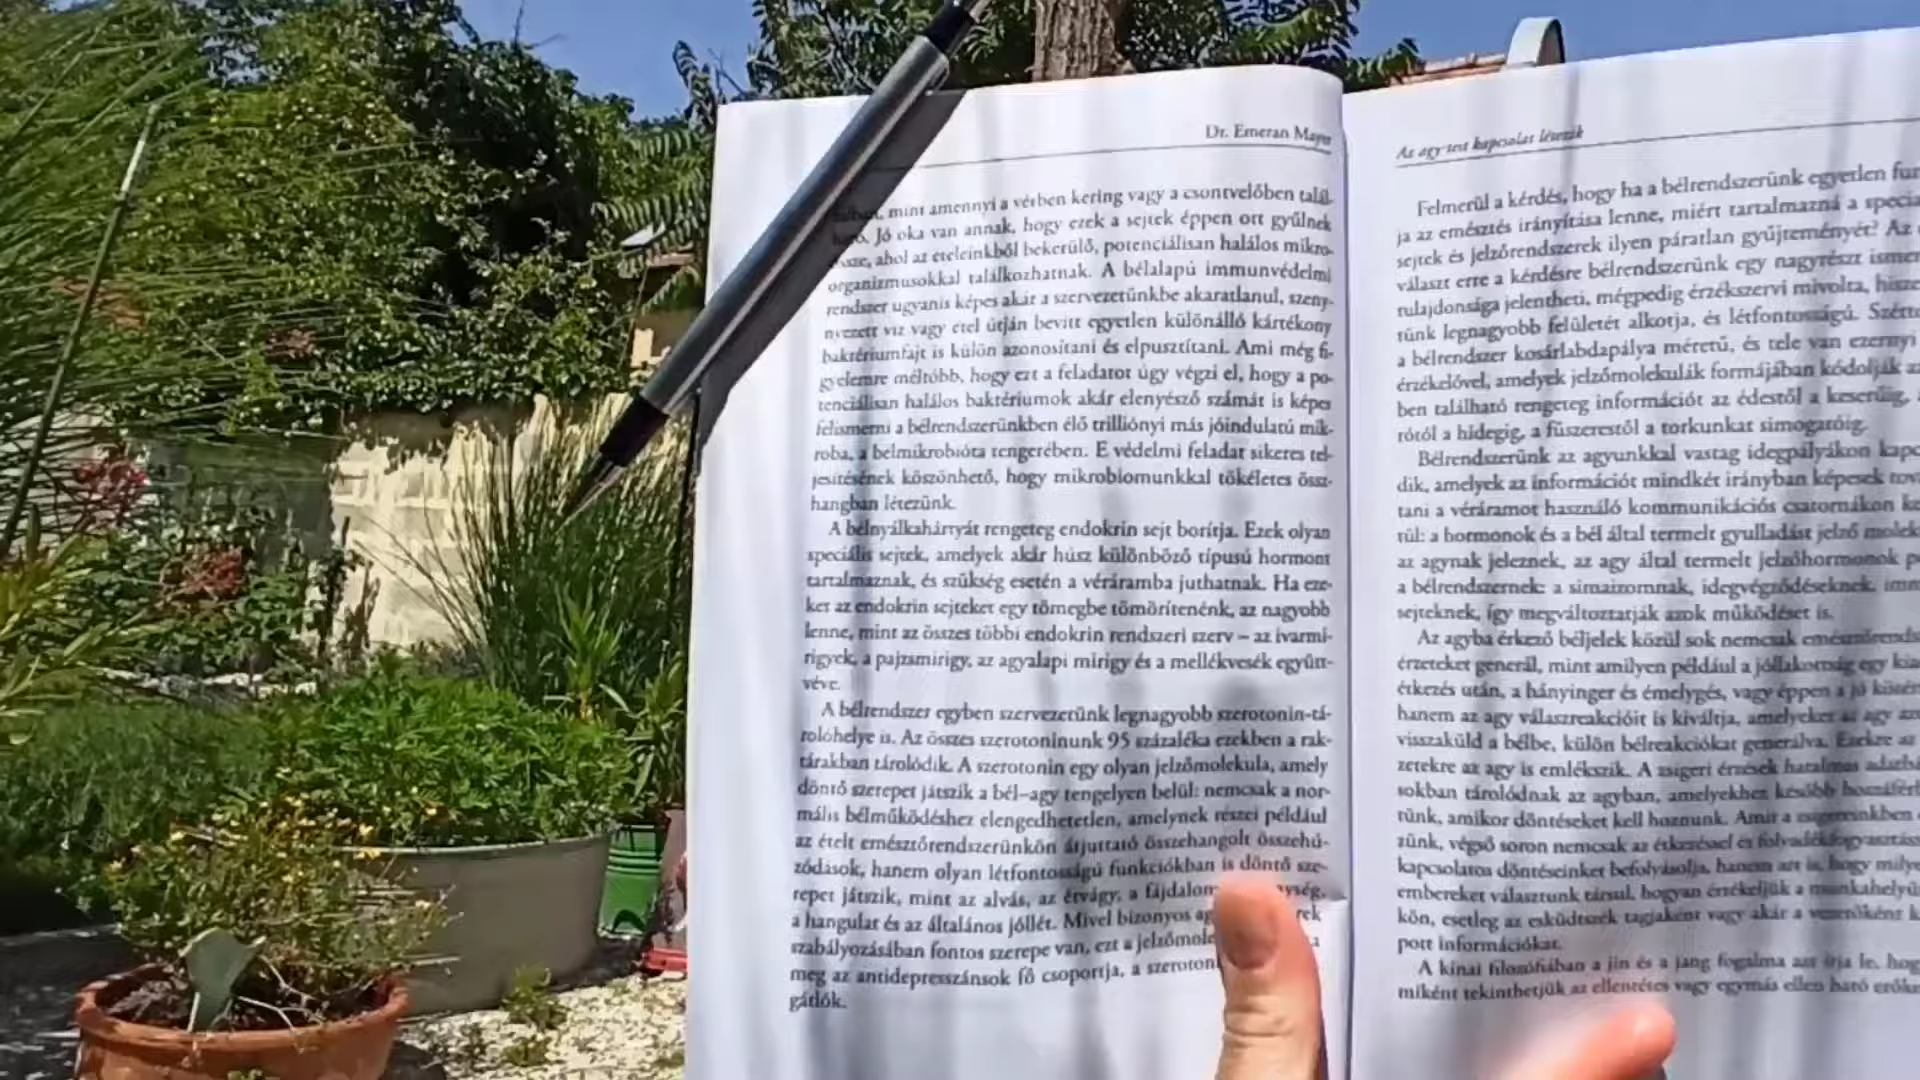 Dr. Emeran Mayer
mint amennyi a vérben kering vagy a csontvelőben talál-
Jó oka van annak, hogy ezek a sejtek éppen ott gyűlnek
ahol az ételeinkből bekerülő, potenciálisan halálos mikro-
organizmusokkal találkozhatnak. A bélalapú immunvédelmi
rendszer ugyanis képes akár a szervezetünkbe akaratlanul, szeny-
nyezett víz vagy étel útján bevitt egyetlen különálló kártékony
baktériumfajt is külön azonosítani és elpusztítani. Ami még fi-
gyelemre méltóbb, hogy ezt a feladatot úgy végzi el, hogy a po-
tenciálisan halálos baktériumok akár elenyésző számát is képes
felismerni a bélrendszerünkben élő trilliónyi más jóindulatú mik-
roba, a bélmikrobióta tengerében. E védelmi feladat sikeres tel-
jesítésének köszönhető, hogy mikrobiomunkkal tökéletes össz-
hangban létezünk.
A bélnyálkahártyát rengeteg endokrin sejt borítja. Ezek olyan
speciális sejtek, amelyek akár húsz különböző típusú hormont
tartalmaznak, és szükség esetén a véráramba juthatnak. Ha eze-
ket az endokrin sejteket egy tömegbe tömörítenénk, az nagyobb
lenne, mint az összes többi endokrin rendszeri szerv – az ivarmi-
rigyek, a pajzsmirigy, az agyalapi mirigy és a mellékvesék együtt-
véve.
A bélrendszer egyben szervezetünk legnagyobb szerotonin-tá-
rolóhelye is. Az összes szerotoninunk 95 százaléka ezekben a rak-
tárakban tárolódik. A szerotonin egy olyan jelzőmolekula, amely
döntő szerepet játszik a bél–agy tengelyen belül: nemcsak a nor-
mális bélműködéshez elengedhetetlen, amelynek részei például
az ételt emésztőrendszerünkön átjuttató összehangolt összehú-
zódások, hanem olyan létfontosságú funkciókban is döntő sze-
repet játszik, mint az alvás, az étvágy, a fájdalom
a hangulat és az általános jóllét. Mivel bizonyos
szabályozásában fontos szerepe van, ezt a
meg az antidepresszánsok fő csoportja, a
gátlók.
Az agy-test kapcsolat létezik
Felmerül a kérdés, hogy ha a bélrendszerünk egyetlen
ja az emésztés irányítása lenne, miért tartalmazná a
sejtek és jelzőrendszerek ilyen páratlan gyűjteményét? Az
választ erre a kérdésre bélrendszerünk egy nagyrészt
tulajdonsága jelentheti, mégpedig érzékszervi mivolta,
tünk legnagyobb felületét alkotja, és létfontosságú.
a bélrendszer kosárlabdapálya méretű, és tele van ezernyi
érzékelővel, amelyek jelzőmolekulák formájában kódolják
ben található rengeteg információt az édestől a keserűig,
rótól a hidegig, a fűszerestől a torkunkat simogatóig.
Bélrendszerünk az agyunkkal vastag idegpályákon
dik, amelyek az információt mindkét irányban képesek
tani a véráramot használó kommunikációs csatornákon
tül: a hormonok és a bél által termelt gyulladást jelző
az agynak jeleznek, az agy által termelt jelzőhormonok
a bélrendszernek: a simaizomnak, idegvégződéseknek,
sejteknek, így megváltoztatják azok működését is.
Az agyba érkező béljelek közül sok nemcsak
érzeteket generál, mint amilyen például a jóllakottság egy
étkezés után, a hányinger és émelygés, vagy éppen a jó
hanem az agy válaszreakcióit is kiváltja, amelyeket az agy
visszaküld a bélbe, külön bélreakciókat generálva. Ezekre az
zetekre az agy is emlékszik. A zsigeri érzések hatalmas
sokban tárolódnak az agyban, amelyekhez később
tünk, amikor döntéseket kell hoznunk. Amit a zsigereinkben
zünk, végső soron nemcsak az étkezéssel és
kapcsolatos döntéseinket befolyásolja, hanem azt is, hogy
embereket választunk társul, hogyan értékeljük a
kön, esetleg az esküdtszék tagjaként vagy akár a vezetőként
pott információkat.
A kínai filozófiában a jin és a jang fogalma azt írja le,
miként tekinthetjük az ellentétes vagy egymás ellen ható